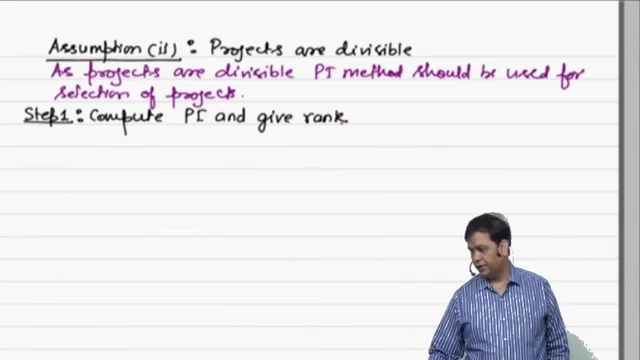 Assumption (ii) : Projects are divisible
As projects are divisible PI method should be used for
selection of projects.
Step 1 : Compute PI and give rank.